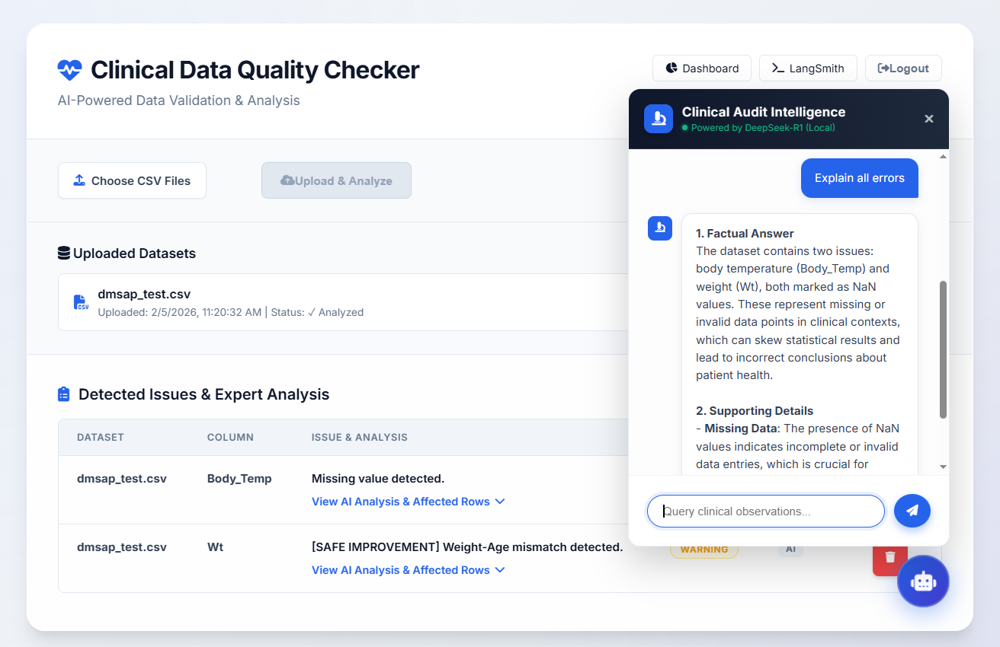 Clinical Data Quality Checker
AI-Powered Data Validation & Analysis
Dashboard
LangSmith
Logout
Choose CSV Files
Upload & Analyze
Uploaded Datasets
CSV
dmsap_test.csv
Uploaded: 2/5/2026, 11:20:32 AM | Status: ✓ Analyzed
Detected Issues & Expert Analysis
DATASET COLUMN ISSUE & ANALYSIS
dmsap_test.csv Body_Temp Missing value detected.
View AI Analysis & Affected Rows
dmsap_test.csv Wt [SAFE IMPROVEMENT] Weight-Age mismatch detected. WARNING AI
View AI Analysis & Affected Rows
Clinical Audit Intelligence
Powered by DeepSeek-R1 (Local)
Explain all errors
1. Factual Answer
The dataset contains two issues:
body temperature (Body_Temp) and
weight (Wt), both marked as NaN
values. These represent missing or
invalid data points in clinical contexts,
which can skew statistical results and
lead to incorrect conclusions about
patient health.
2. Supporting Details
- Missing Data: The presence of NaN
values indicates incomplete or invalid
data entries, which is crucial for
Query clinical observations...